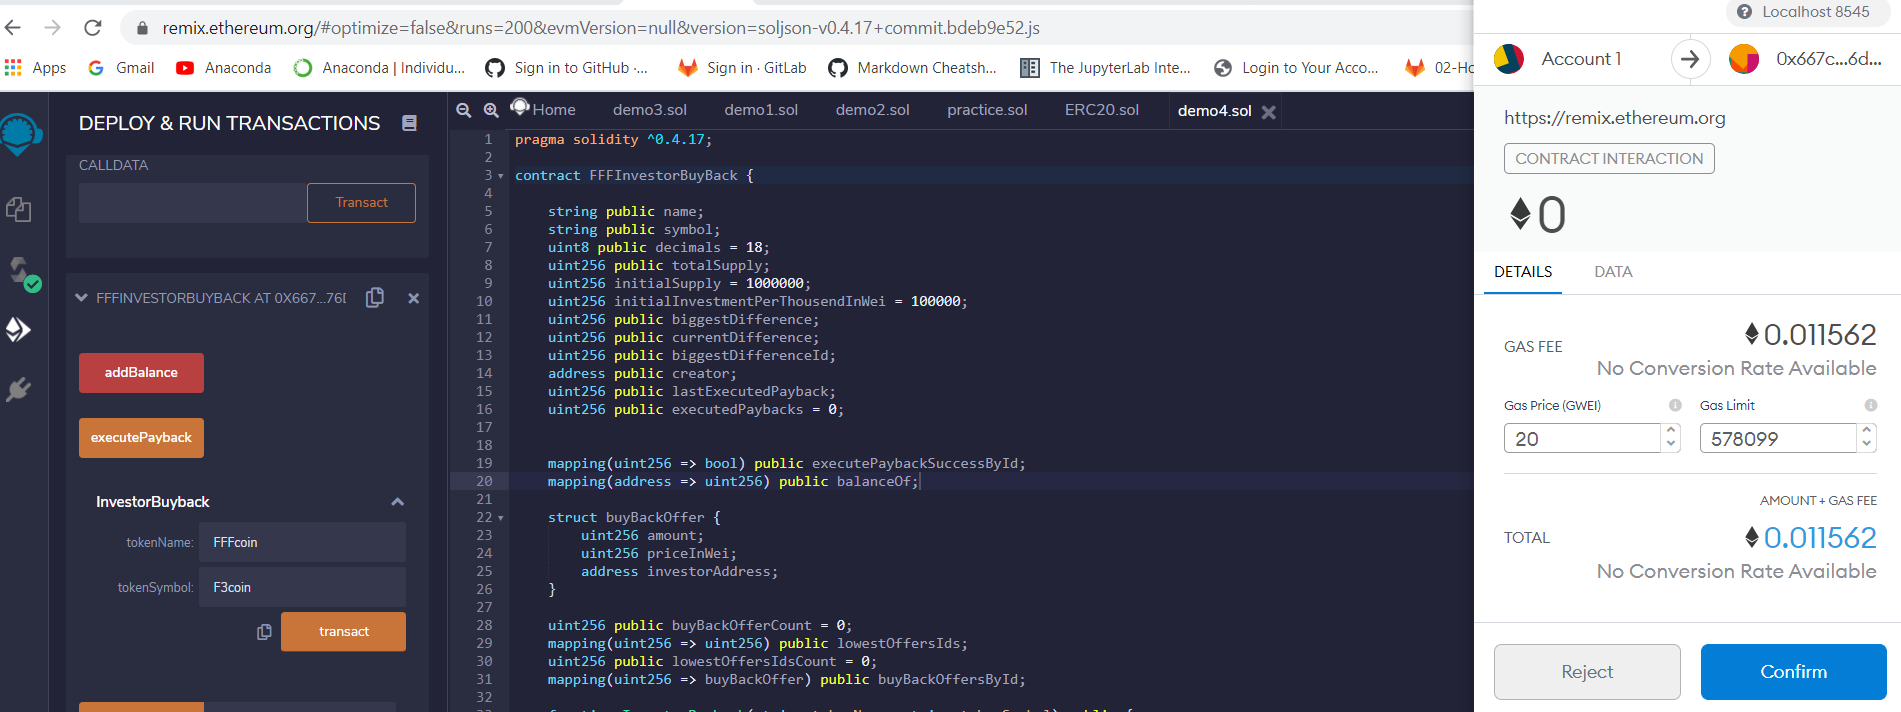 remix.ethereum.org/#optimize=false&runs=200&evmVersion=null&version=soljson-v0.4.17+commit.bdeb9e52.js
Apps
Gmail
Anaconda
Anaconda | Individu...
Sign in to GitHub ·...
Sign in · GitLab
Markdown Cheatsh...
The JupyterLab Inte...
Login to Your Acco...
02-Ho
DEPLOY & RUN TRANSACTIONS
CALLDATA
Transact
FFFINVESTORBUYBACK AT 0X667...76D
addBalance
executePayback
InvestorBuyback
tokenName: FFFcoin
tokenSymbol: F3coin
transact
Home
demo3.sol
demo1.sol
demo2.sol
practice.sol
ERC20.sol
demo4.sol
1 pragma solidity ^0.4.17;
2
3 contract FFFInvestorBuyBack {
4
5 string public name;
6 string public symbol;
7 uint8 public decimals = 18;
8 uint256 public totalSupply;
9 uint256 initialSupply = 1000000;
10 uint256 initialInvestmentPerThousendInWei = 100000;
11 uint256 public biggestDifference;
12 uint256 public currentDifference;
13 uint256 public biggestDifferenceId;
14 address public creator;
15 uint256 public lastExecutedPayback;
16 uint256 public executedPaybacks = 0;
17
18
19 mapping(uint256 => bool) public executePaybackSuccessById;
20 mapping(address => uint256) public balanceOf;
21
22 struct buyBackOffer {
23 uint256 amount;
24 uint256 priceInWei;
25 address investorAddress;
26 }
27
28 uint256 public buyBackOfferCount = 0;
29 mapping(uint256 => uint256) public lowestOffersIds;
30 uint256 public lowestOffersIdsCount = 0;
31 mapping(uint256 => buyBackOffer) public buyBackOffersById;
32
Localhost 8545
Account 1
0x667c...6d...
https://remix.ethereum.org
CONTRACT INTERACTION
0
DETAILS
DATA
GAS FEE
0.011562
No Conversion Rate Available
Gas Price (GWEI)
Gas Limit
20
578099
AMOUNT + GAS FEE
TOTAL
0.011562
No Conversion Rate Available
Reject
Confirm